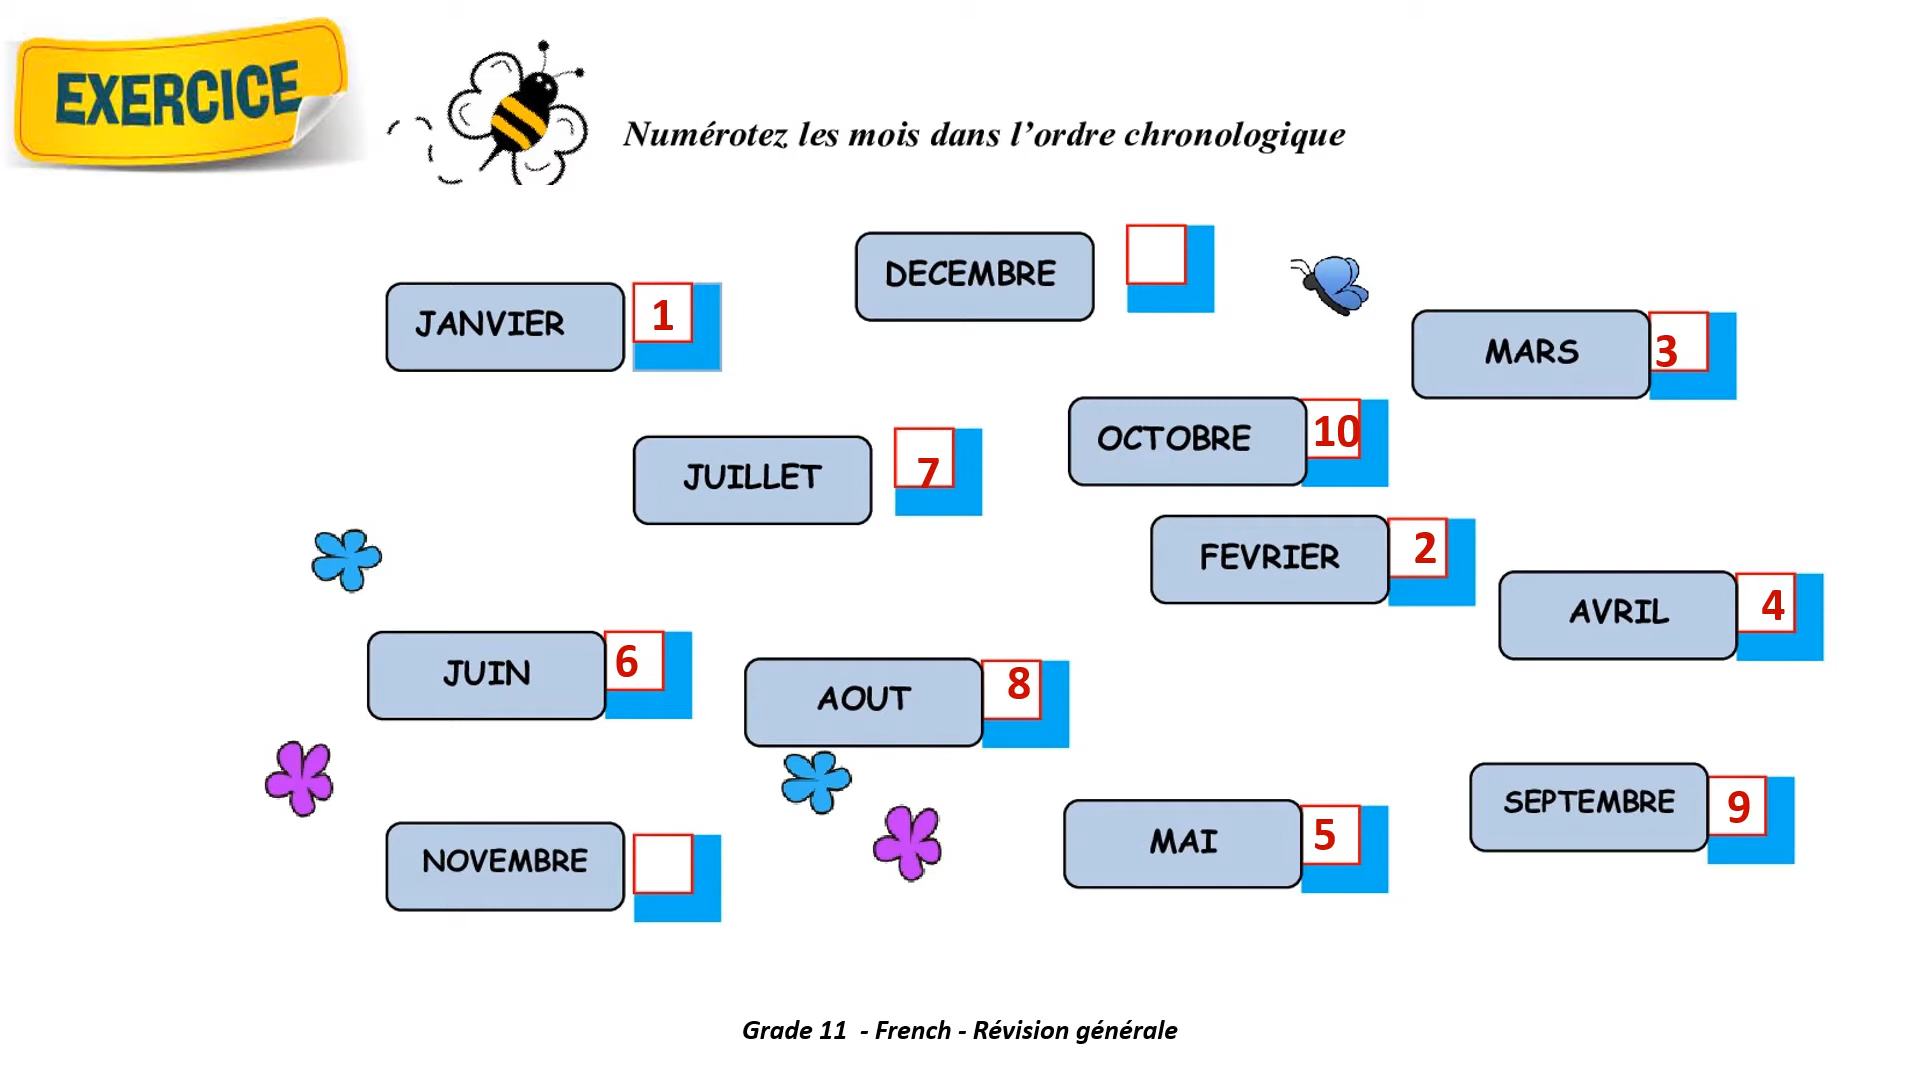 EXERCICE
Numérotez les mois dans l’ordre chronologique
DECEMBRE
JANVIER 1
MARS 3
OCTOBRE 10
JUILLET 7
FEVRIER 2
AVRIL 4
JUIN 6
AOUT 8
SEPTEMBRE 9
MAI 5
NOVEMBRE
Grade 11 - French - Révision générale